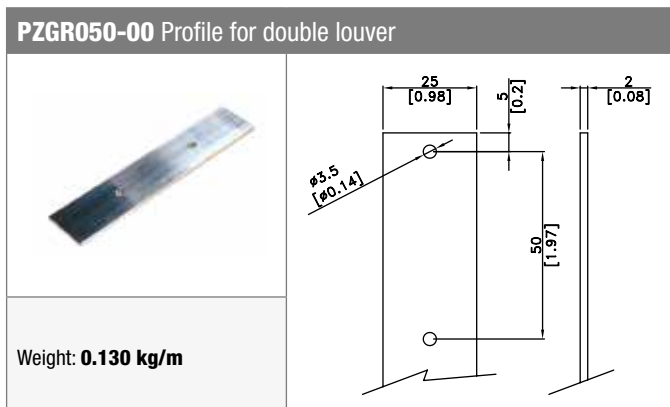 PZGR050-00 Profile for double louver
25
[0.98]
5
[0.2]
2
[0.08]
ø3.5
[ø0.14]
50
[1.97]
Weight: 0.130 kg/m